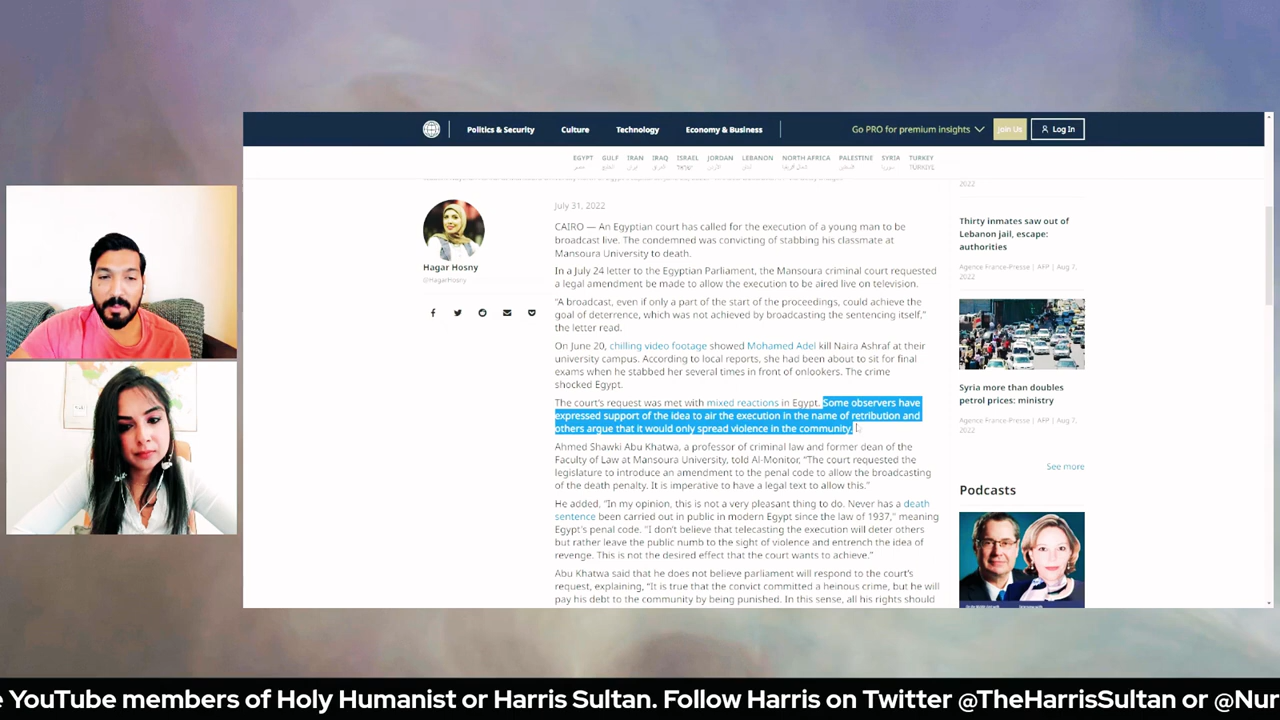 Politics & Security Culture Technology Economy & Business Go PRO for premium insights Join Us Log In
EGYPT GULF IRAN IRAQ ISRAEL JORDAN LEBANON NORTH AFRICA PALESTINE SYRIA TURKEY
July 31, 2022
Hagar Hosny
@HagarHosny
CAIRO — An Egyptian court has called for the execution of a young man to be
broadcast live. The condemned was convicting of stabbing his classmate at
Mansoura University to death.
In a July 24 letter to the Egyptian Parliament, the Mansoura criminal court requested
a legal amendment be made to allow the execution to be aired live on television.
"A broadcast, even if only a part of the start of the proceedings, could achieve the
goal of deterrence, which was not achieved by broadcasting the sentencing itself,"
the letter read.
On June 20, chilling video footage showed Mohamed Adel kill Naira Ashraf at their
university campus. According to local reports, she had been about to sit for final
exams when he stabbed her several times in front of onlookers. The crime
shocked Egypt.
The court's request was met with mixed reactions in Egypt. Some observers have
expressed support of the idea to air the execution in the name of retribution and
others argue that it would only spread violence in the community.
Ahmed Shawki Abu Khatwa, a professor of criminal law and former dean of the
Faculty of Law at Mansoura University, told Al-Monitor, "The court requested the
legislature to introduce an amendment to the penal code to allow the broadcasting
of the death penalty. It is imperative to have a legal text to allow this."
He added, "In my opinion, this is not a very pleasant thing to do. Never has a death
sentence been carried out in public in modern Egypt since the law of 1937," meaning
Egypt's penal code. "I don't believe that telecasting the execution will deter others
but rather leave the public numb to the sight of violence and entrench the idea of
revenge. This is not the desired effect that the court wants to achieve."
Abu Khatwa said that he does not believe parliament will respond to the court's
request, explaining, "It is true that the convict committed a heinous crime, but he will
pay his debt to the community by being punished. In this sense, all his rights should
2022
Thirty inmates saw out of
Lebanon jail, escape:
authorities
Agence France-Presse | AFP | Aug 7,
2022
Syria more than doubles
petrol prices: ministry
Agence France-Presse | AFP | Aug 7,
2022
See more
Podcasts
YouTube members of Holy Humanist or Harris Sultan. Follow Harris on Twitter @TheHarrisSultan or @Nur